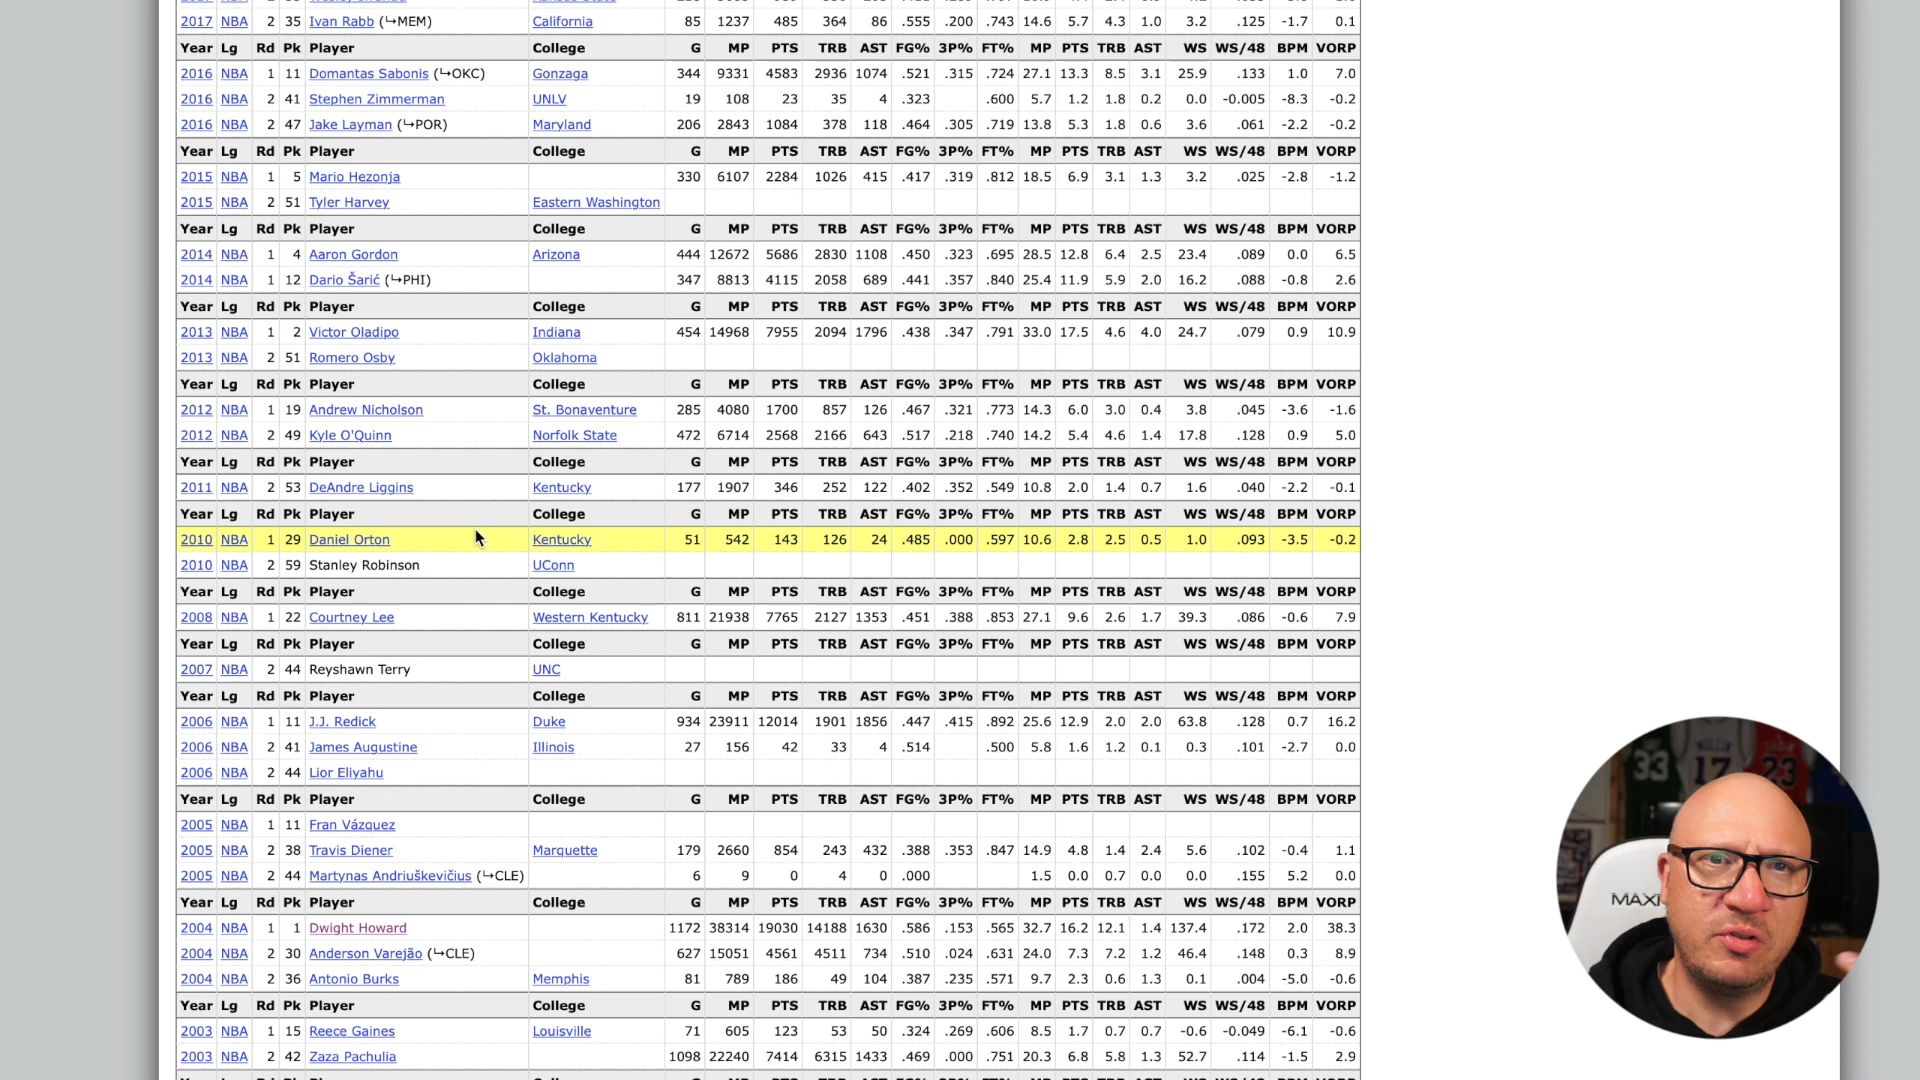 2017 NBA 2 35 Ivan Rabb (↪MEM) California 85 1237 485 364 86 .555 .200 .743 14.6 5.7 4.3 1.0 3.2 .125 -1.7 0.1
Year Lg Rd Pk Player College G MP PTS TRB AST FG% 3P% FT% MP PTS TRB AST WS WS/48 BPM VORP
2016 NBA 1 11 Domantas Sabonis (↪OKC) Gonzaga 344 9331 4583 2936 1074 .521 .315 .724 27.1 13.3 8.5 3.1 25.9 .133 1.0 7.0
2016 NBA 2 41 Stephen Zimmerman UNLV 19 108 23 35 4 .323 .600 5.7 1.2 1.8 0.2 0.0 -0.005 -8.3 -0.2
2016 NBA 2 47 Jake Layman (↪POR) Maryland 206 2843 1084 378 118 .464 .305 .719 13.8 5.3 1.8 0.6 3.6 .061 -2.2 -0.2
Year Lg Rd Pk Player College G MP PTS TRB AST FG% 3P% FT% MP PTS TRB AST WS WS/48 BPM VORP
2015 NBA 1 5 Mario Hezonja 330 6107 2284 1026 415 .417 .319 .812 18.5 6.9 3.1 1.3 3.2 .025 -2.8 -1.2
2015 NBA 2 51 Tyler Harvey Eastern Washington
Year Lg Rd Pk Player College G MP PTS TRB AST FG% 3P% FT% MP PTS TRB AST WS WS/48 BPM VORP
2014 NBA 1 4 Aaron Gordon Arizona 444 12672 5686 2830 1108 .450 .323 .695 28.5 12.8 6.4 2.5 23.4 .089 0.0 6.5
2014 NBA 1 12 Dario Šarić (↪PHI) 347 8813 4115 2058 689 .441 .357 .840 25.4 11.9 5.9 2.0 16.2 .088 -0.8 2.6
Year Lg Rd Pk Player College G MP PTS TRB AST FG% 3P% FT% MP PTS TRB AST WS WS/48 BPM VORP
2013 NBA 1 2 Victor Oladipo Indiana 454 14968 7955 2094 1796 .438 .347 .791 33.0 17.5 4.6 4.0 24.7 .079 0.9 10.9
2013 NBA 2 51 Romero Osby Oklahoma
Year Lg Rd Pk Player College G MP PTS TRB AST FG% 3P% FT% MP PTS TRB AST WS WS/48 BPM VORP
2012 NBA 1 19 Andrew Nicholson St. Bonaventure 285 4080 1700 857 126 .467 .321 .773 14.3 6.0 3.0 0.4 3.8 .045 -3.6 -1.6
2012 NBA 2 49 Kyle O'Quinn Norfolk State 472 6714 2568 2166 643 .517 .218 .740 14.2 5.4 4.6 1.4 17.8 .128 0.9 5.0
Year Lg Rd Pk Player College G MP PTS TRB AST FG% 3P% FT% MP PTS TRB AST WS WS/48 BPM VORP
2011 NBA 2 53 DeAndre Liggins Kentucky 177 1907 346 252 122 .402 .352 .549 10.8 2.0 1.4 0.7 1.6 .040 -2.2 -0.1
Year Lg Rd Pk Player College G MP PTS TRB AST FG% 3P% FT% MP PTS TRB AST WS WS/48 BPM VORP
2010 NBA 1 29 Daniel Orton Kentucky 51 542 143 126 24 .485 .000 .597 10.6 2.8 2.5 0.5 1.0 .093 -3.5 -0.2
2010 NBA 2 59 Stanley Robinson UConn
Year Lg Rd Pk Player College G MP PTS TRB AST FG% 3P% FT% MP PTS TRB AST WS WS/48 BPM VORP
2008 NBA 1 22 Courtney Lee Western Kentucky 811 21938 7765 2127 1353 .451 .388 .853 27.1 9.6 2.6 1.7 39.3 .086 -0.6 7.9
Year Lg Rd Pk Player College G MP PTS TRB AST FG% 3P% FT% MP PTS TRB AST WS WS/48 BPM VORP
2007 NBA 2 44 Reyshawn Terry UNC
Year Lg Rd Pk Player College G MP PTS TRB AST FG% 3P% FT% MP PTS TRB AST WS WS/48 BPM VORP
2006 NBA 1 11 J.J. Redick Duke 934 23911 12014 1901 1856 .447 .415 .892 25.6 12.9 2.0 2.0 63.8 .128 0.7 16.2
2006 NBA 2 41 James Augustine Illinois 27 156 42 33 4 .514 .500 5.8 1.6 1.2 0.1 0.3 .101 -2.7 0.0
2006 NBA 2 44 Lior Eliyahu
Year Lg Rd Pk Player College G MP PTS TRB AST FG% 3P% FT% MP PTS TRB AST WS WS/48 BPM VORP
2005 NBA 1 11 Fran Vázquez
2005 NBA 2 38 Travis Diener Marquette 179 2660 854 243 432 .388 .353 .847 14.9 4.8 1.4 2.4 5.6 .102 -0.4 1.1
2005 NBA 2 44 Martynas Andriuškevičius (↪CLE) 6 9 0 4 0 .000 1.5 0.0 0.7 0.0 0.0 .155 5.2 0.0
Year Lg Rd Pk Player College G MP PTS TRB AST FG% 3P% FT% MP PTS TRB AST WS WS/48 BPM VORP
2004 NBA 1 1 Dwight Howard 1172 38314 19030 14188 1630 .586 .153 .565 32.7 16.2 12.1 1.4 137.4 .172 2.0 38.3
2004 NBA 2 30 Anderson Varejão (↪CLE) 627 15051 4561 4511 734 .510 .024 .631 24.0 7.3 7.2 1.2 46.4 .148 0.3 8.9
2004 NBA 2 36 Antonio Burks Memphis 81 789 186 49 104 .387 .235 .571 9.7 2.3 0.6 1.3 0.1 .004 -5.0 -0.6
Year Lg Rd Pk Player College G MP PTS TRB AST FG% 3P% FT% MP PTS TRB AST WS WS/48 BPM VORP
2003 NBA 1 15 Reece Gaines Louisville 71 605 123 53 50 .324 .269 .606 8.5 1.7 0.7 0.7 -0.6 -0.049 -6.1 -0.6
2003 NBA 2 42 Zaza Pachulia 1098 22240 7414 6315 1433 .469 .000 .751 20.3 6.8 5.8 1.3 52.7 .114 -1.5 2.9
33 17 23
MAXN